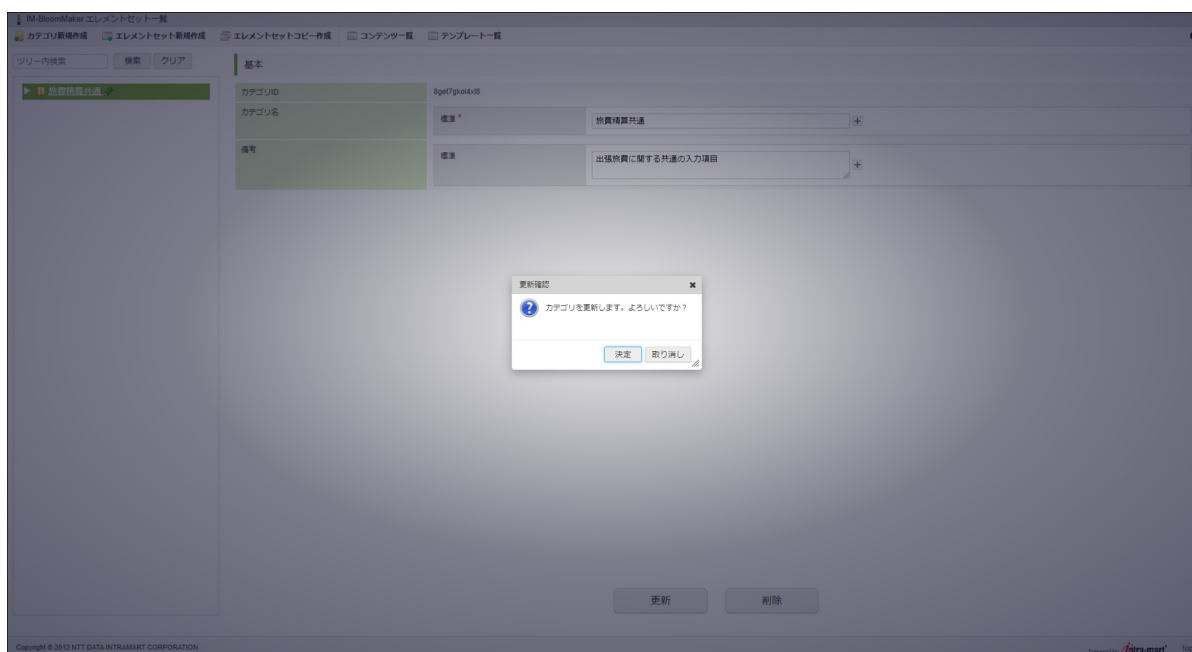 IM-BloomMaker エレメントセット一覧
カテゴリ新規作成 エレメントセット新規作成 エレメントセットコピー作成 コンテンツ一覧 テンプレート一覧
ツリー内検索 検索 クリア
基本
旅費精算共通
カテゴリID 8get7gkoi4xl8
カテゴリ名 標準 * 旅費精算共通
備考 標準 出張旅費に関する共通の入力項目
更新確認
カテゴリを更新します。よろしいですか?
決定 取り消し
更新 削除
Copyright © 2012 NTT DATA INTRAMART CORPORATION
Powered by intra-mart